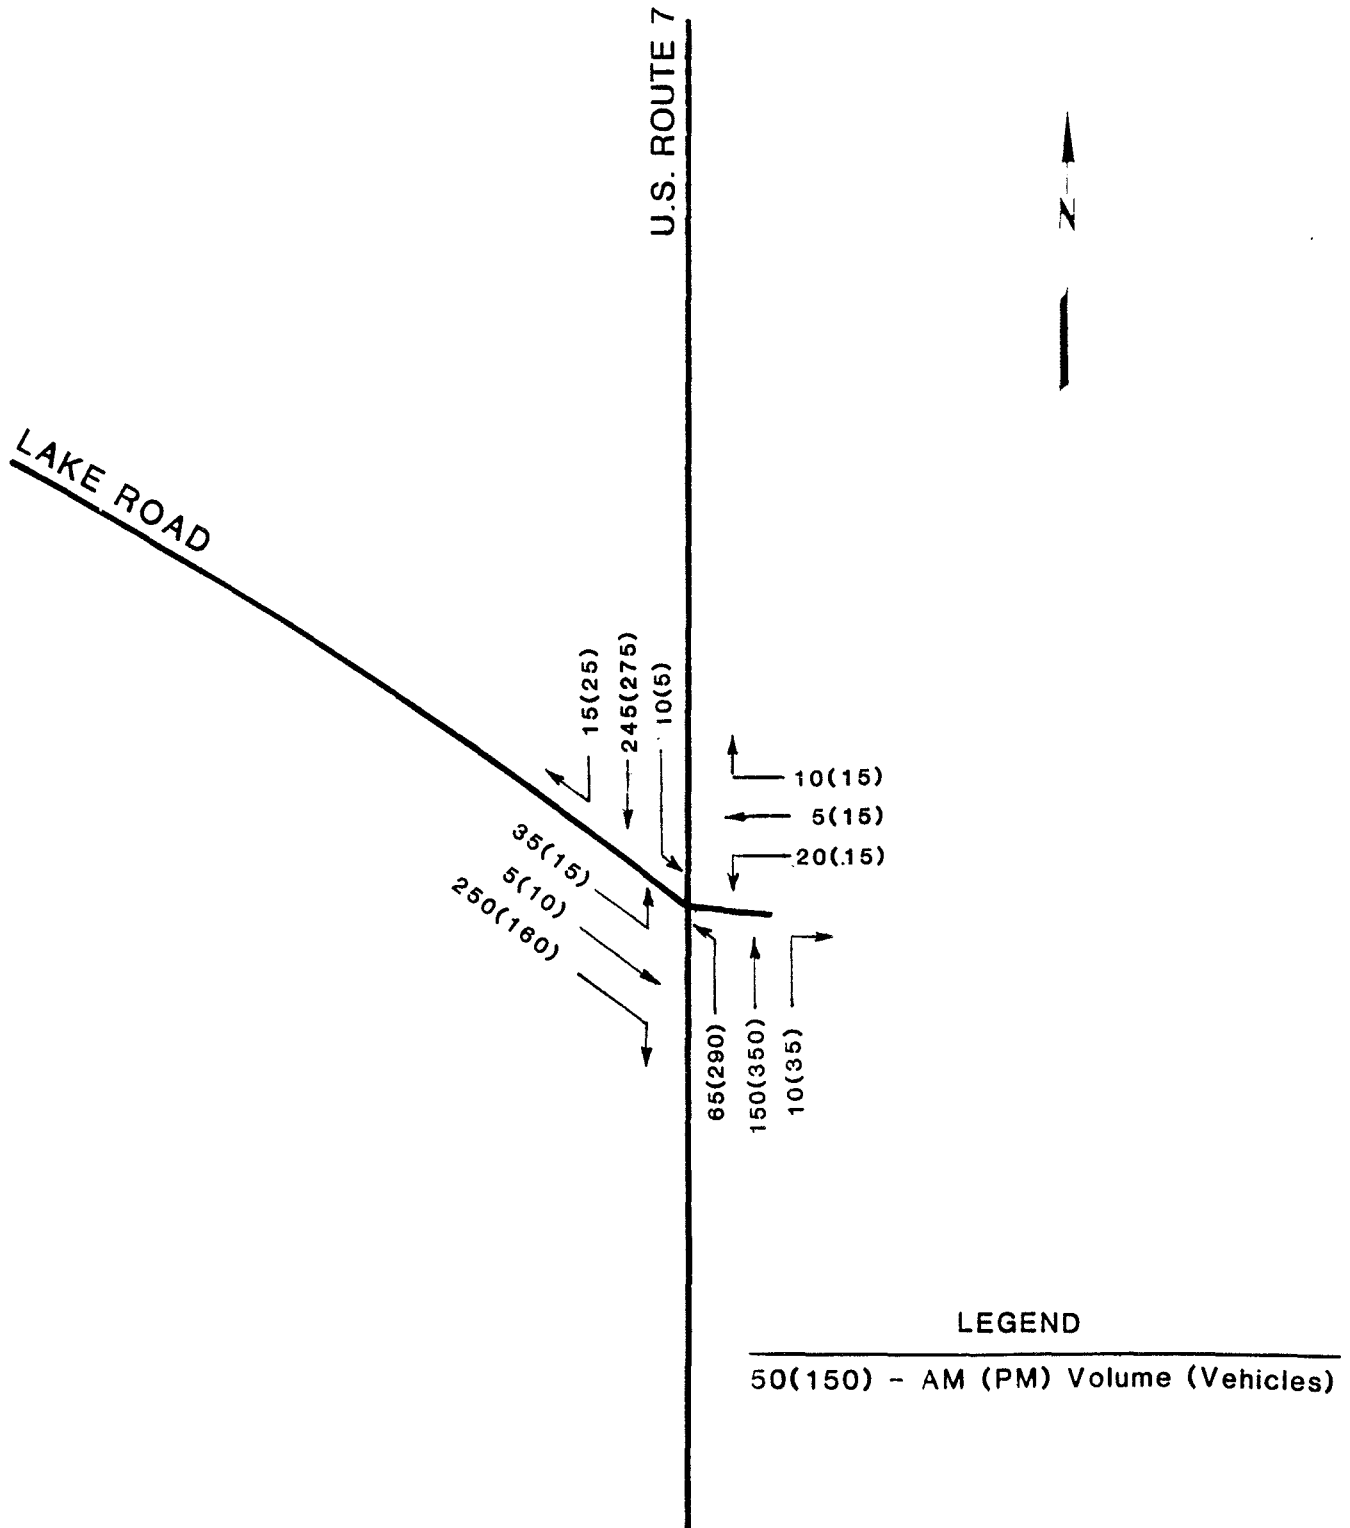 U.S. ROUTE 7
N
LAKE ROAD
15(25)
245(275)
10(5)
10(15)
5(15)
20(15)
35(15)
5(10)
250(160)
65(290)
150(350)
10(35)
LEGEND
50(150) - AM (PM) Volume (Vehicles)